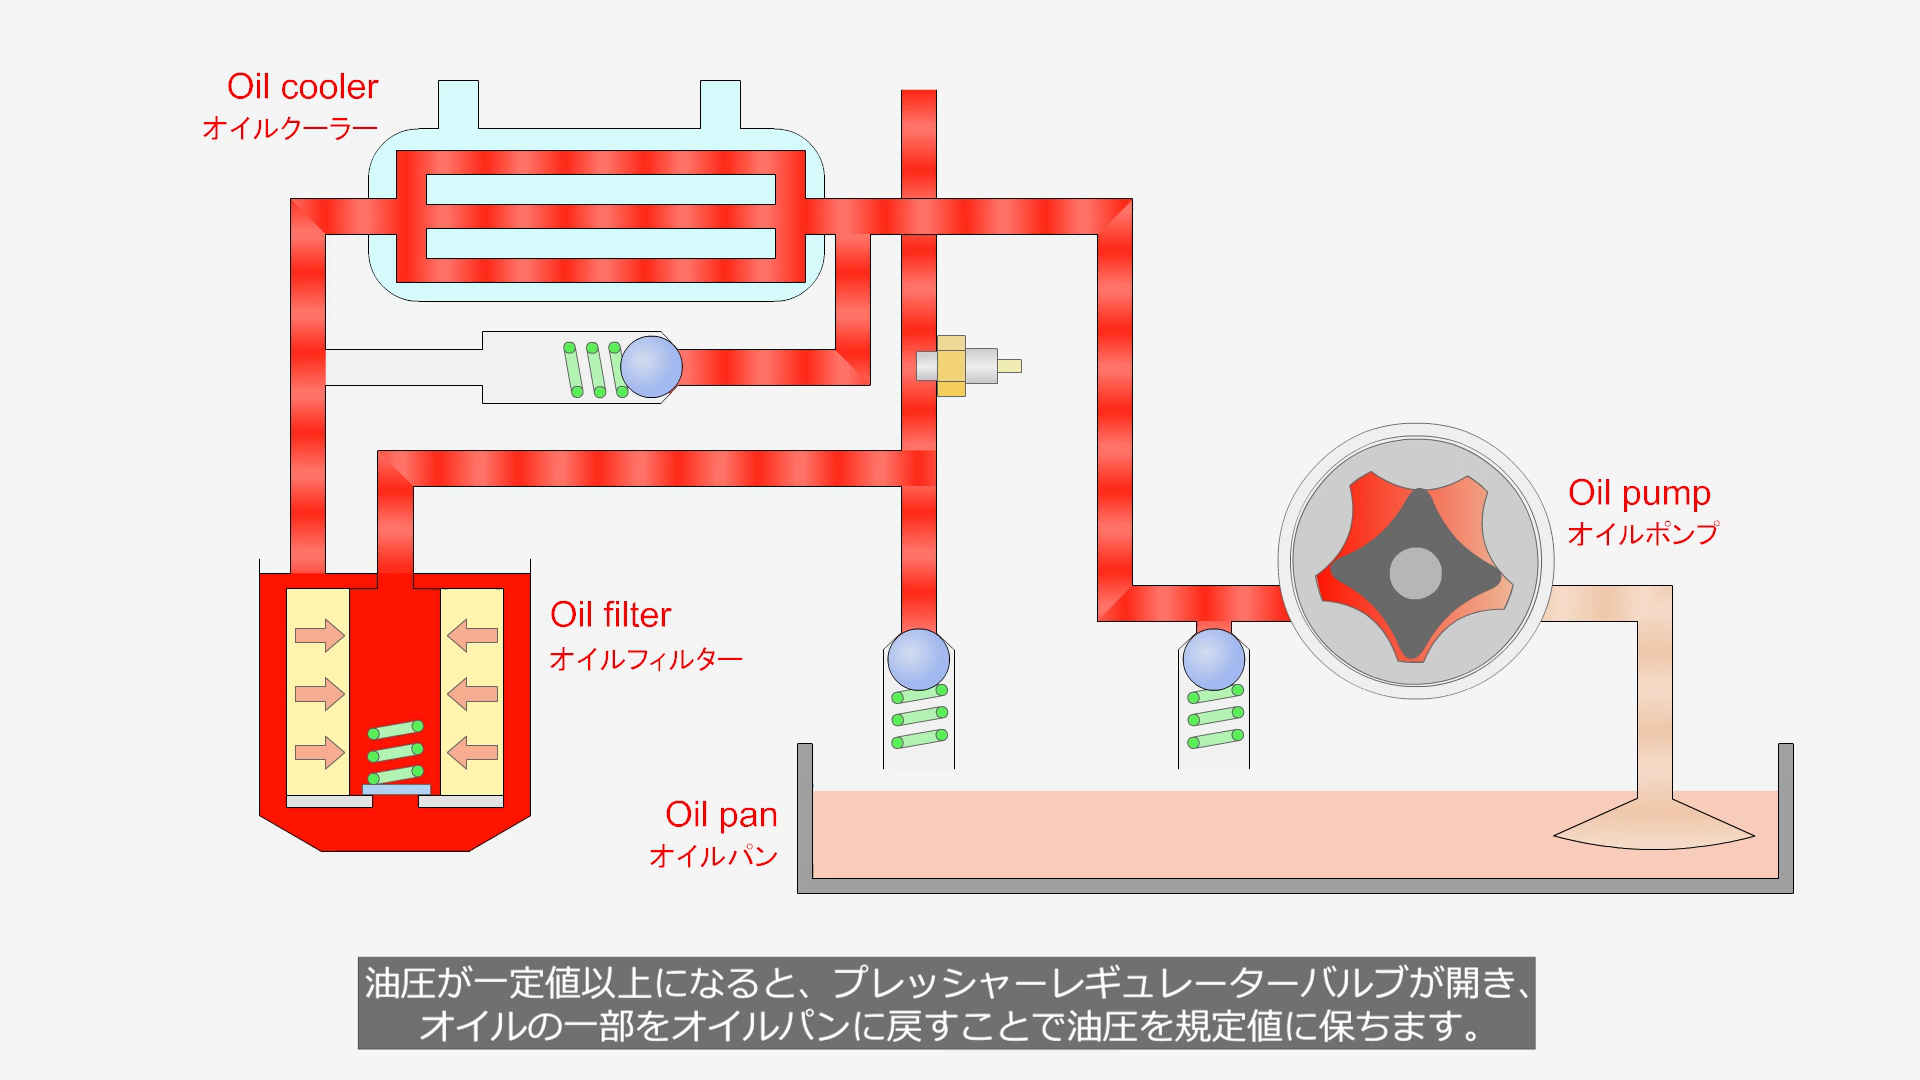 Oil cooler
オイルクーラー
Oil pump
オイルポンプ
Oil filter
オイルフィルター
Oil pan
オイルパン
油圧が一定値以上になると、プレッシャーレギュレーターバルブが開き、
オイルの一部をオイルパンに戻すことで油圧を規定値に保ちます。